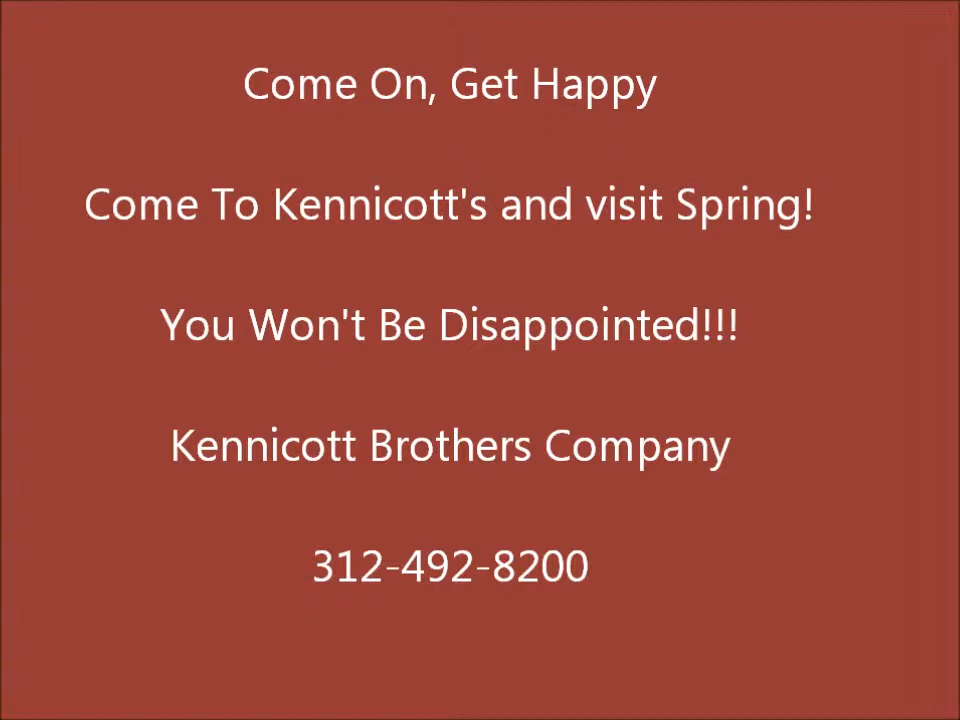 Come On, Get Happy
Come To Kennicott's and visit Spring!
You Won't Be Disappointed!!!
Kennicott Brothers Company
312-492-8200